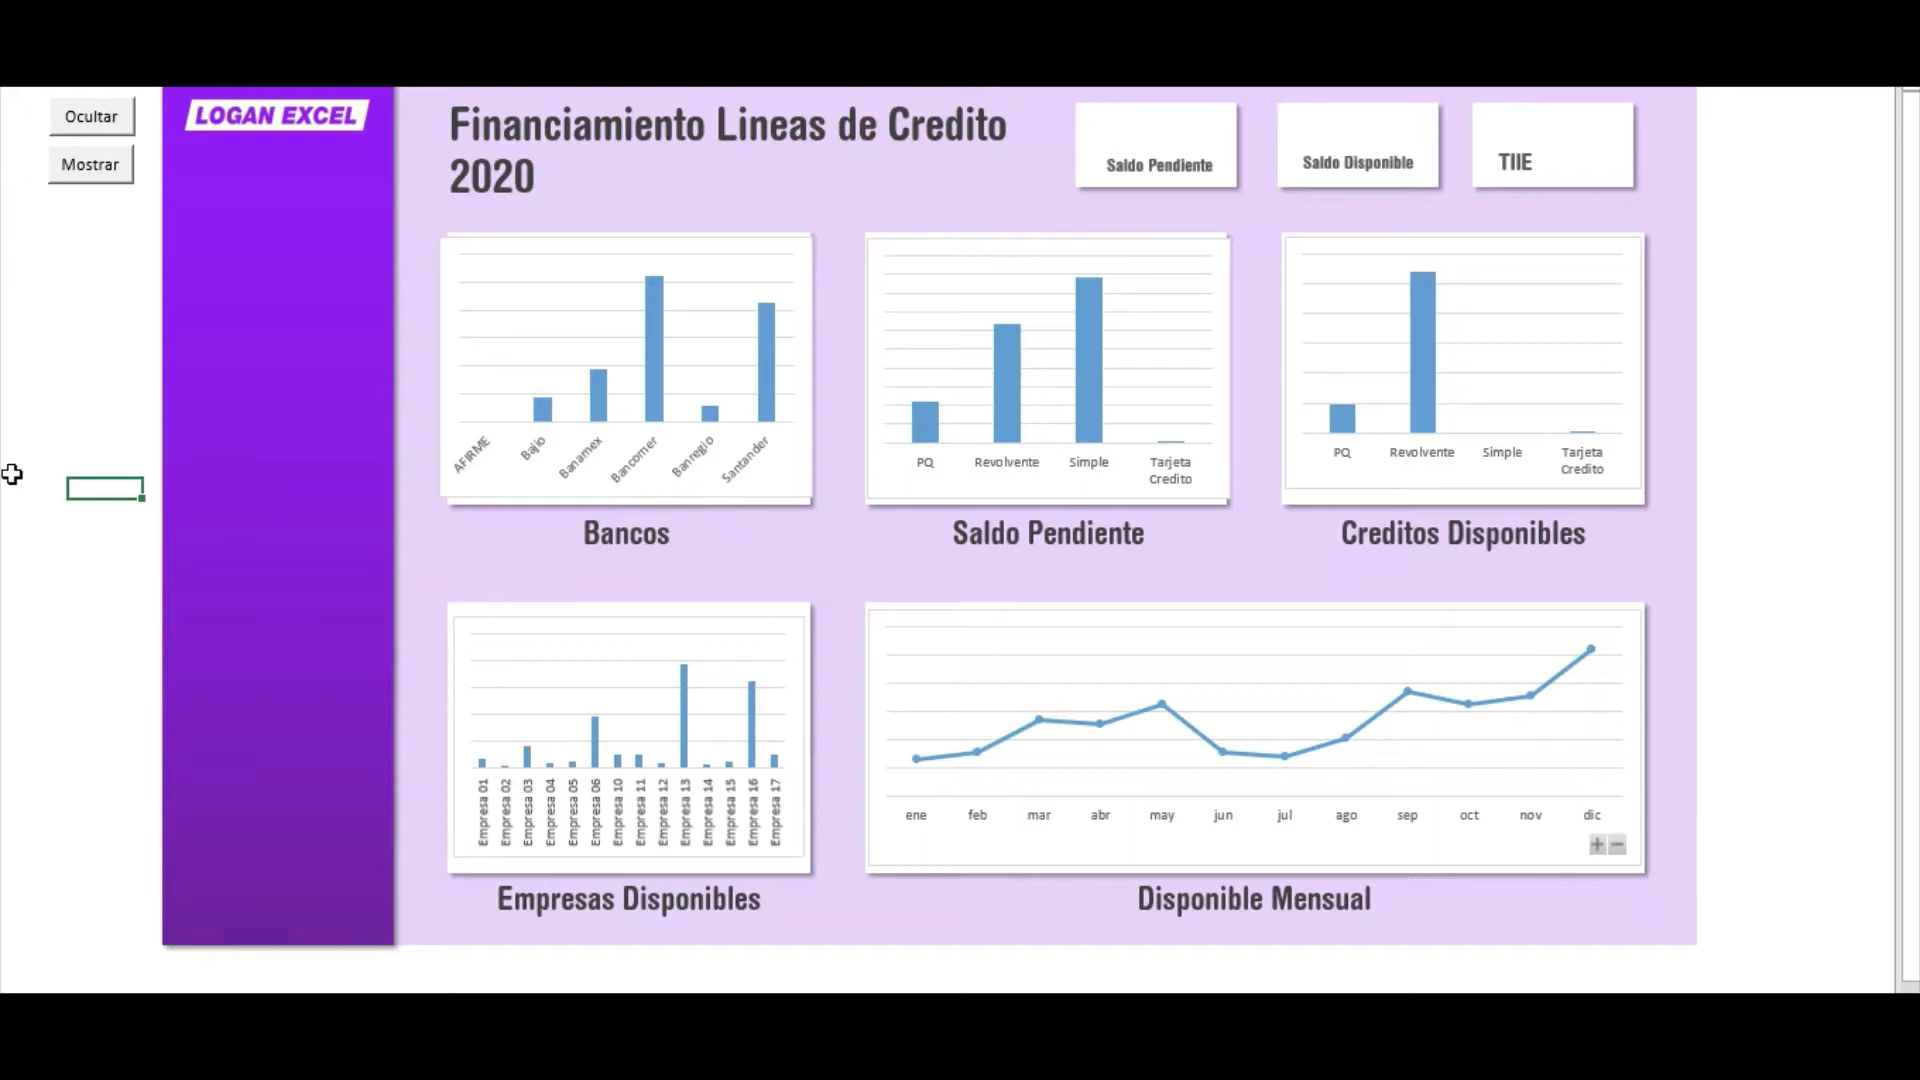 Ocultar
Mostrar
LOGAN EXCEL
Financiamiento Lineas de Credito
2020
Saldo Pendiente
Saldo Disponible
TIIE
AFIRME
Bajio
Banamex
Bancomer
Banregio
Santander
Bancos
PQ
Revolvente
Simple
Tarjeta
Credito
Saldo Pendiente
PQ
Revolvente
Simple
Tarjeta
Credito
Creditos Disponibles
Empresa 01
Empresa 02
Empresa 03
Empresa 04
Empresa 05
Empresa 06
Empresa 10
Empresa 11
Empresa 12
Empresa 13
Empresa 14
Empresa 15
Empresa 16
Empresa 17
Empresas Disponibles
ene feb mar abr may jun jul ago sep oct nov dic
Disponible Mensual